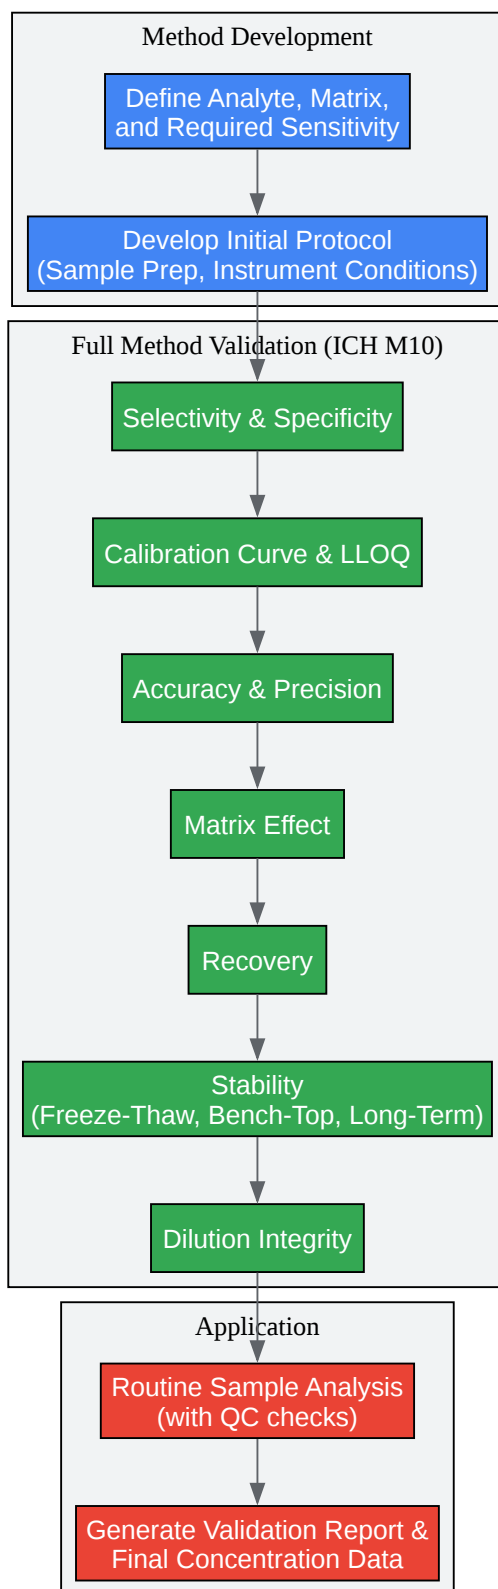 Method Development
Define Analyte, Matrix,
and Required Sensitivity
Develop Initial Protocol
(Sample Prep, Instrument Conditions)
Full Method Validation (ICH M10)
Selectivity & Specificity
Calibration Curve & LLOQ
Accuracy & Precision
Matrix Effect
Recovery
Stability
(Freeze-Thaw, Bench-Top, Long-Term)
Dilution Integrity
Application
Routine Sample Analysis
(with QC checks)
Generate Validation Report &
Final Concentration Data